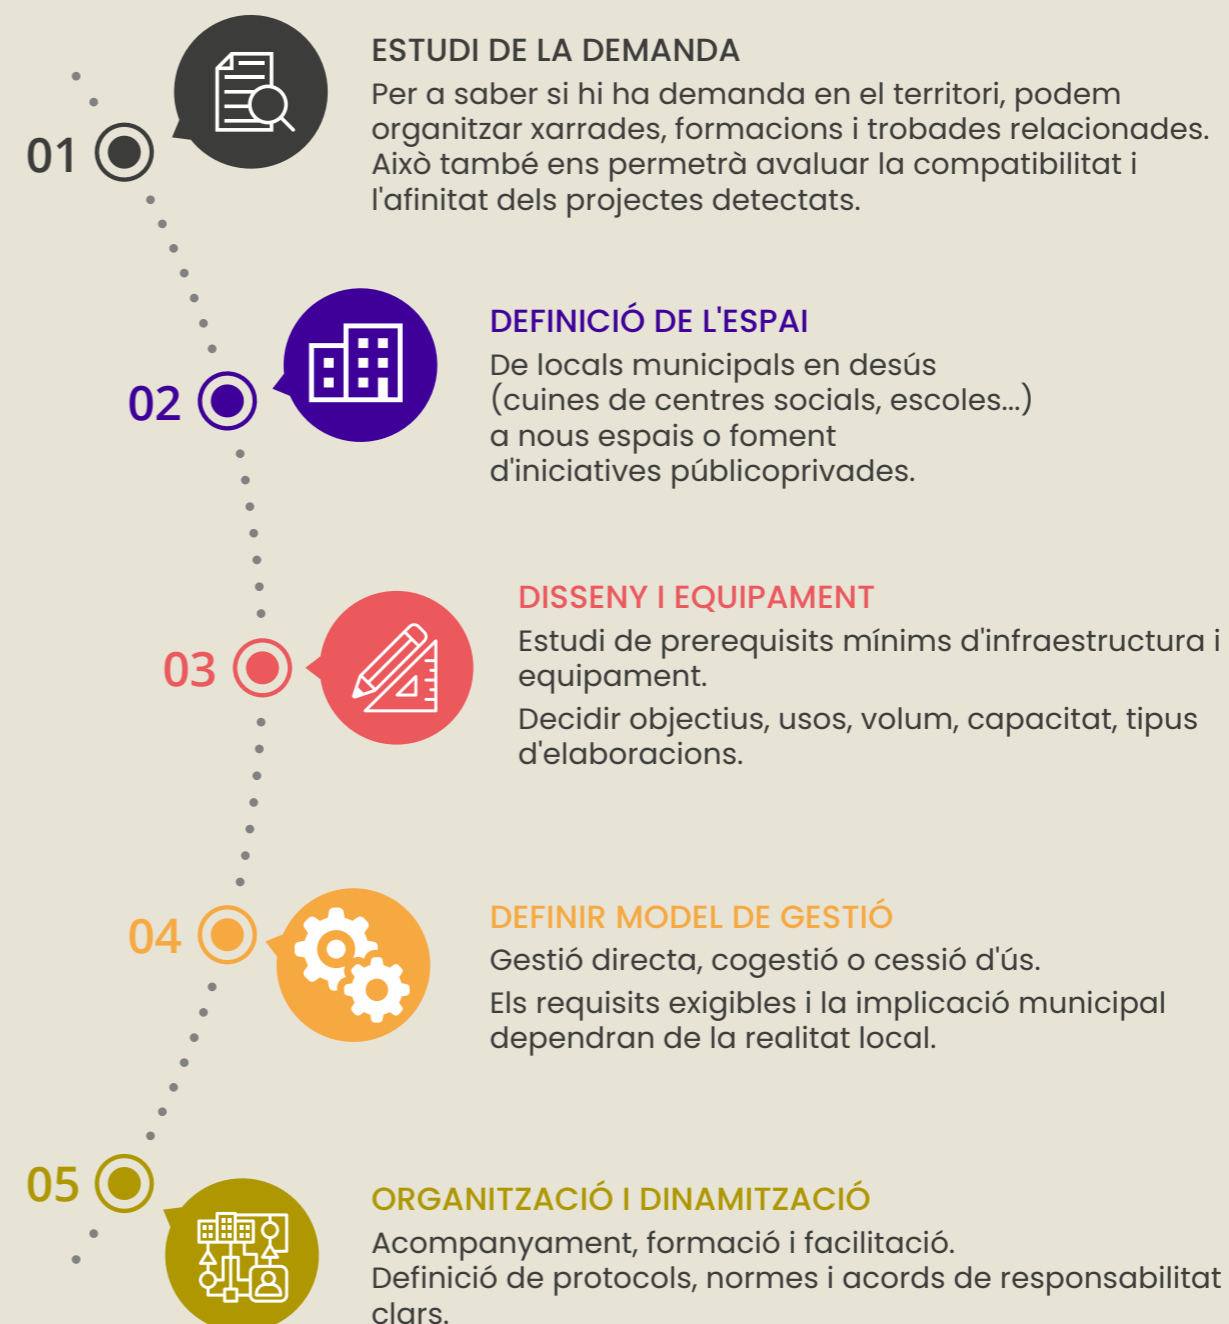 01
ESTUDI DE LA DEMANDA
Per a saber si hi ha demanda en el territori, podem
organitzar xarrades, formacions i trobades relacionades.
Això també ens permetrà avaluar la compatibilitat i
l'afinitat dels projectes detectats.
02
DEFINICIÓ DE L'ESPAI
De locals municipals en desús
(cuines de centres socials, escoles...)
a nous espais o foment
d'iniciatives públicoprivades.
03
DISSENY I EQUIPAMENT
Estudi de prerequisits mínims d'infraestructura i
equipament.
Decidir objectius, usos, volum, capacitat, tipus
d'elaboracions.
04
DEFINIR MODEL DE GESTIÓ
Gestió directa, cogestió o cessió d'ús.
Els requisits exigibles i la implicació municipal
dependran de la realitat local.
05
ORGANITZACIÓ I DINAMITZACIÓ
Acompanyament, formació i facilitació.
Definició de protocols, normes i acords de responsabilitat
clars.